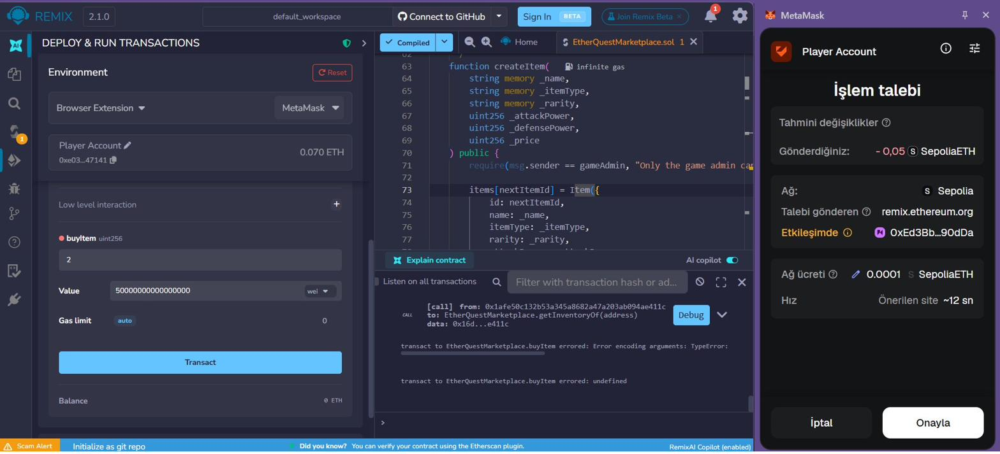 REMIX 2.1.0 default_workspace Connect to GitHub Sign In BETA Join Remix Beta × 1
DEPLOY & RUN TRANSACTIONS
Environment Reset
Browser Extension MetaMask
Player Account
0xe03...47141 0.070 ETH
Low level interaction +
buyItem uint256
2
Value 50000000000000000 wei
Gas limit auto 0
Transact
Balance 0 ETH
AI
1
Compiled Home EtherQuestMarketplace.sol 1
62
63 function createItem( infinite gas
64 string memory _name,
65 string memory _itemType,
66 string memory _rarity,
67 uint256 _attackPower,
68 uint256 _defensePower,
69 uint256 _price
70 ) public {
71 require(msg.sender == gameAdmin, "Only the game admin ca
72
73 items[nextItemId] = Item({
74 id: nextItemId,
75 name: _name,
76 itemType: _itemType,
77 rarity: _rarity,
Explain contract AI copilot
Listen on all transactions Filter with transaction hash or ad...
CALL
[call] from: 0x1afe50c132b53a345a8682a47a203ab094ae411c
to: EtherQuestMarketplace.getInventoryOf(address)
data: 0x16d...e411c
Debug
transact to EtherQuestMarketplace.buyItem errored: Error encoding arguments: TypeError:
transact to EtherQuestMarketplace.buyItem errored: undefined
>
Scam Alert Initialize as git repo Did you know? You can verify your contract using the Etherscan plugin. RemixAI Copilot (enabled)
MetaMask
Player Account
İşlem talebi
Tahmini değişiklikler
Gönderdiğiniz: - 0,05 S SepoliaETH
Ağ: S Sepolia
Talebi gönderen remix.ethereum.org
Etkileşimde 0xEd3Bb...90dDa
Ağ ücreti 0.0001 S SepoliaETH
Hız Önerilen site ~12 sn
İptal Onayla